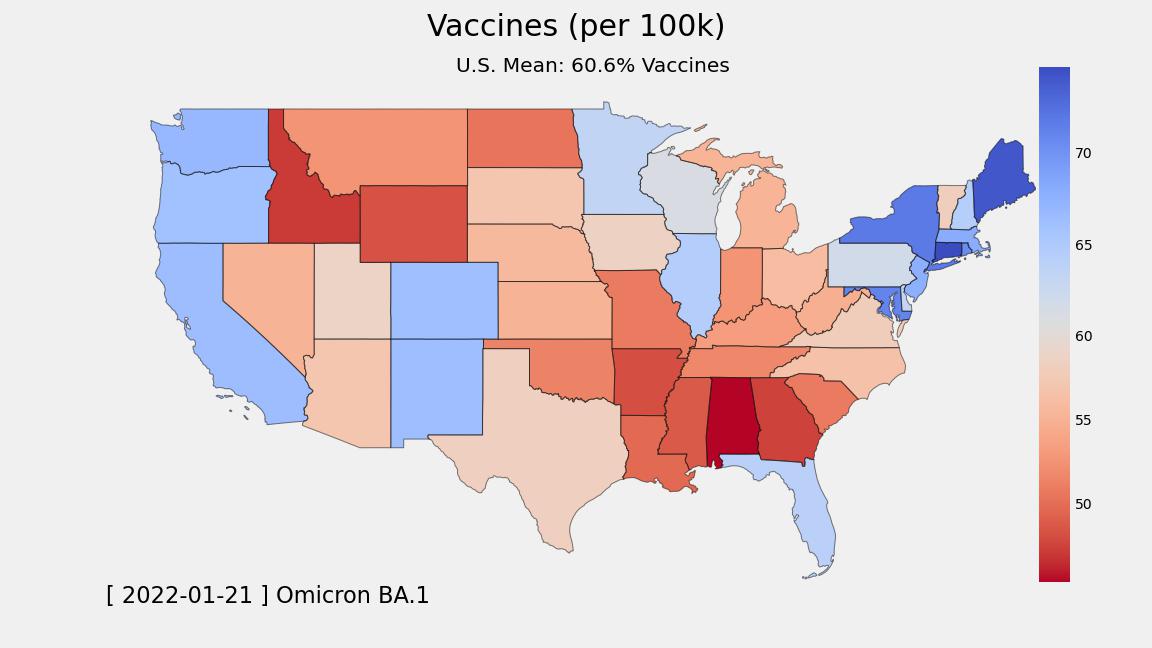 Vaccines (per 100k)
U.S. Mean: 60.6% Vaccines
70
65
60
55
50
[ 2022-01-21 ] Omicron BA.1